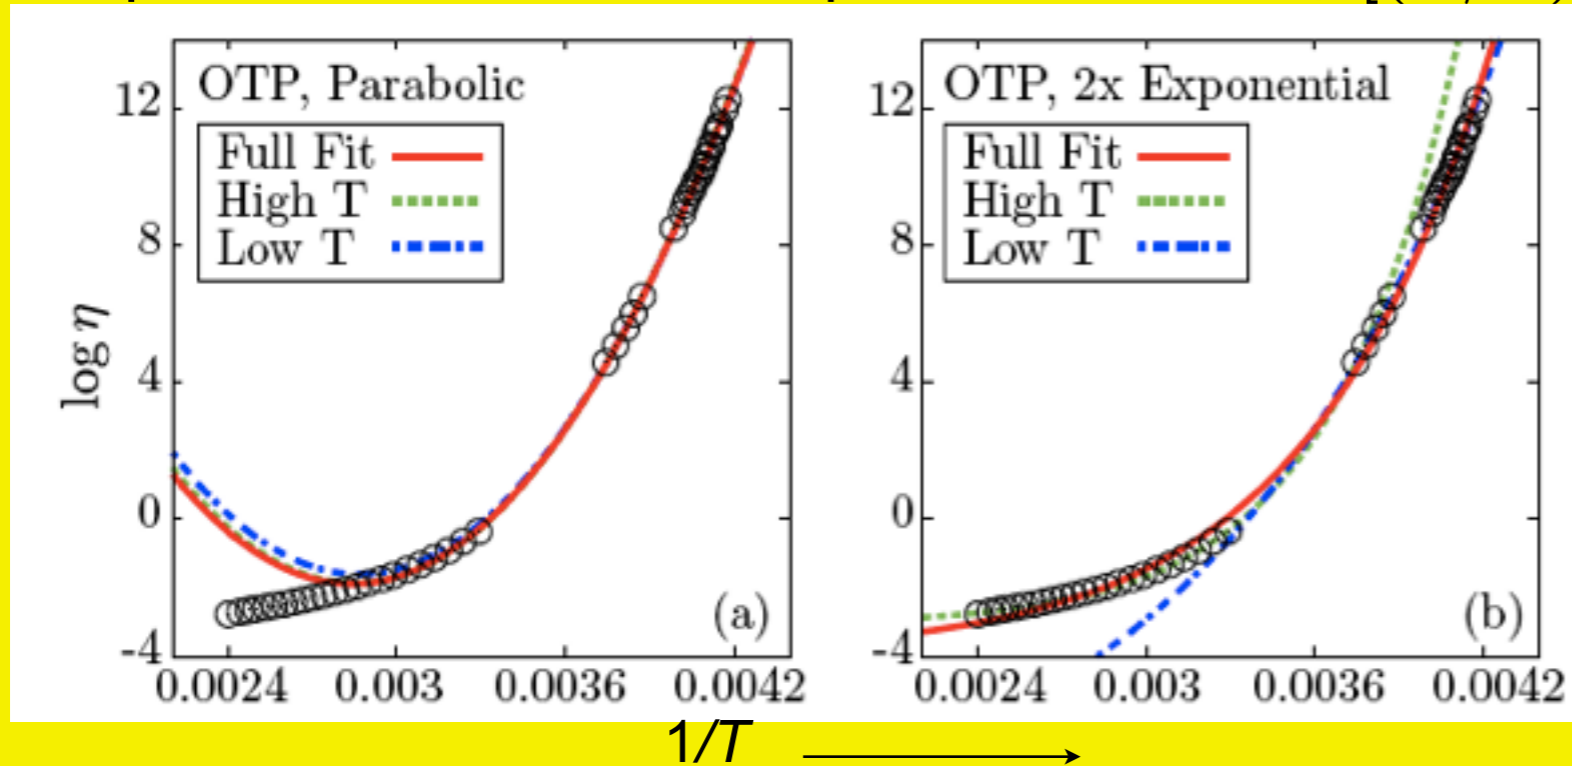 OTP, Parabolic
Full Fit
High T
Low T
12
8
4
0
-4
log η
(a)
0.0024 0.003 0.0036 0.0042
OTP, 2x Exponential
Full Fit
High T
Low T
12
8
4
0
-4
(b)
0.0024 0.003 0.0036 0.0042
1/T